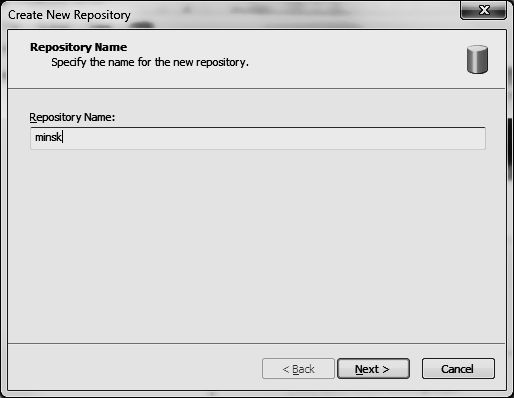 Create New Repository
Repository Name
Specify the name for the new repository.
Repository Name:
minsk
< Back
Next >
Cancel